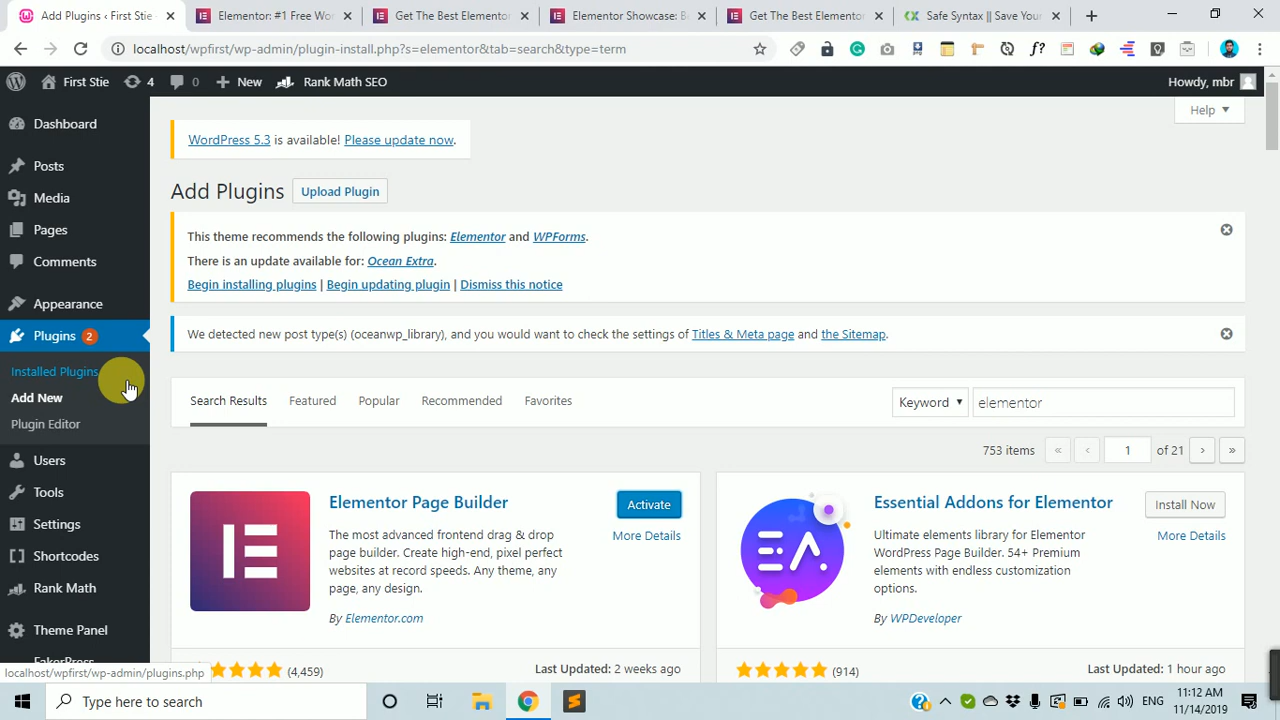 Add Plugins ‹ First Stie
Elementor: #1 Free Wor
Get The Best Elementor
Elementor Showcase: Be
Get The Best Elementor
Safe Syntax || Save Your
localhost/wpfirst/wp-admin/plugin-install.php?s=elementor&tab=search&type=term
First Stie
4
0
New
Rank Math SEO
Howdy, mbr
Dashboard
Posts
Media
Pages
Comments
Appearance
Plugins 2
Installed Plugins
Add New
Plugin Editor
Users
Tools
Settings
Shortcodes
Rank Math
Theme Panel
FakerPress
Help
WordPress 5.3 is available! Please update now.
Add Plugins
Upload Plugin
This theme recommends the following plugins: Elementor and WPForms.
There is an update available for: Ocean Extra.
Begin installing plugins | Begin updating plugin | Dismiss this notice
We detected new post type(s) (oceanwp_library), and you would want to check the settings of Titles & Meta page and the Sitemap.
Search Results
Featured
Popular
Recommended
Favorites
Keyword
elementor
753 items
«
‹
1
of 21
›
»
Elementor Page Builder
Activate
More Details
The most advanced frontend drag & drop
page builder. Create high-end, pixel perfect
websites at record speeds. Any theme, any
page, any design.
By Elementor.com
(4,459)
Last Updated: 2 weeks ago
Essential Addons for Elementor
Install Now
More Details
Ultimate elements library for Elementor
WordPress Page Builder. 54+ Premium
elements with endless customization
options.
By WPDeveloper
(914)
Last Updated: 1 hour ago
localhost/wpfirst/wp-admin/plugins.php
Type here to search
ENG
11:12 AM
11/14/2019